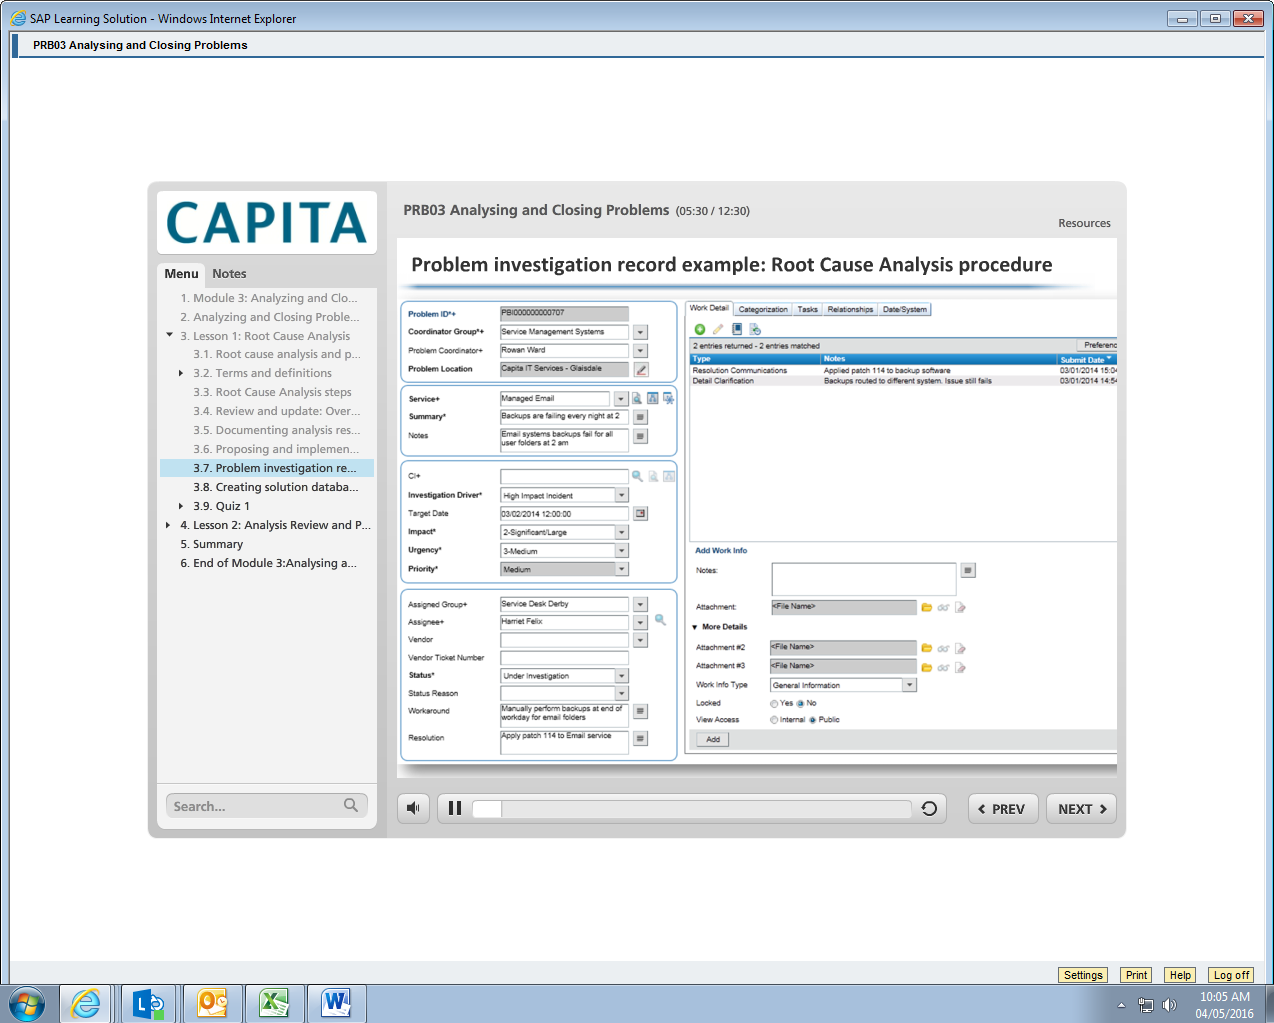 SAP Learning Solution - Windows Internet Explorer
PRB03 Analysing and Closing Problems
CAPITA
Menu
Notes
1. Module 3: Analyzing and Clo...
2. Analyzing and Closing Proble...
3. Lesson 1: Root Cause Analysis
3.1. Root cause analysis and p...
3.2. Terms and definitions
3.3. Root Cause Analysis steps
3.4. Review and update: Over...
3.5. Documenting analysis res...
3.6. Proposing and implemen...
3.7. Problem investigation re...
3.8. Creating solution databa...
3.9. Quiz 1
4. Lesson 2: Analysis Review and P...
5. Summary
6. End of Module 3:Analysing a...
Search...
PRB03 Analysing and Closing Problems (05:30 / 12:30)
Resources
Problem investigation record example: Root Cause Analysis procedure
Problem ID*+ PBI000000000707
Coordinator Group*+ Service Management Systems
Problem Coordinator+ Rowan Ward
Problem Location Capita IT Services - Glaisdale
Service+ Managed Email
Summary* Backups are failing every night at 2
Notes Email systems backups fail for all
user folders at 2 am
CI+
Investigation Driver* High Impact Incident
Target Date 03/02/2014 12:00:00
Impact* 2-Significant/Large
Urgency* 3-Medium
Priority* Medium
Assigned Group+ Service Desk Derby
Assignee+ Harriet Felix
Vendor
Vendor Ticket Number
Status* Under Investigation
Status Reason
Workaround Manually perform backups at end of
workday for email folders
Resolution Apply patch 114 to Email service
Work Detail Categorization Tasks Relationships Date/System
2 entries returned - 2 entries matched Preferenc
Type Notes Submit Date
Resolution Communications Applied patch 114 to backup software 03/01/2014 15:04
Detail Clarification Backups routed to different system. Issue still fails 03/01/2014 14:54
Add Work Info
Notes:
Attachment: <File Name>
More Details
Attachment #2 <File Name>
Attachment #3 <File Name>
Work Info Type General Information
Locked Yes No
View Access Internal Public
Add
PREV
NEXT
Settings
Print
Help
Log off
10:05 AM
04/05/2016